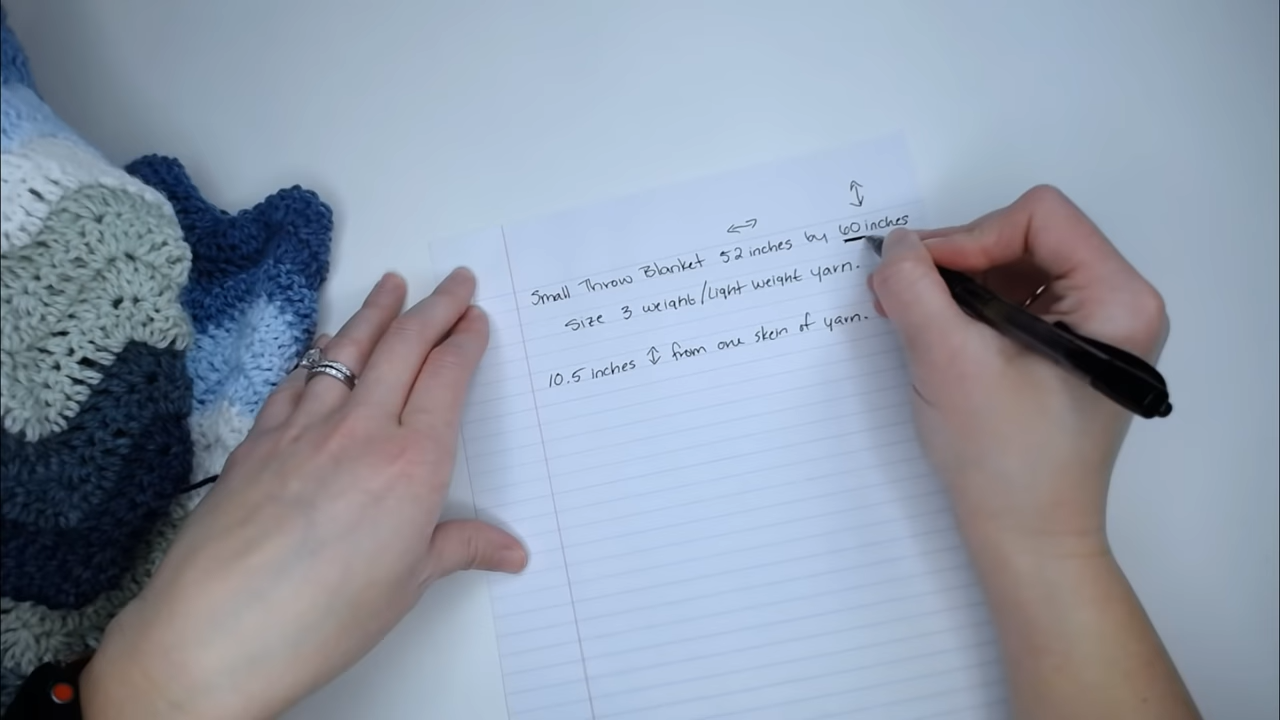 Small Throw Blanket 52 inches by 60 inches
Size 3 weight/Light weight yarn.
10.5 inches ↕ from one skein of yarn.